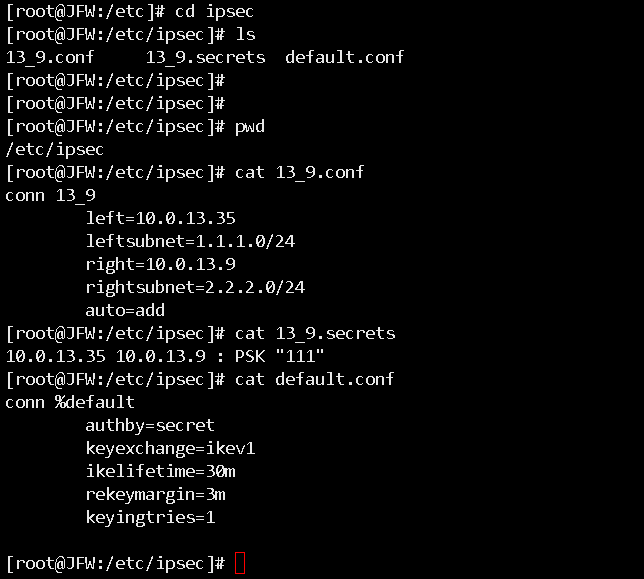 [root@JFW:/etc]# cd ipsec
[root@JFW:/etc/ipsec]# ls
13_9.conf     13_9.secrets  default.conf
[root@JFW:/etc/ipsec]#
[root@JFW:/etc/ipsec]#
[root@JFW:/etc/ipsec]# pwd
/etc/ipsec
[root@JFW:/etc/ipsec]# cat 13_9.conf
conn 13_9
        left=10.0.13.35
        leftsubnet=1.1.1.0/24
        right=10.0.13.9
        rightsubnet=2.2.2.0/24
        auto=add
[root@JFW:/etc/ipsec]# cat 13_9.secrets
10.0.13.35 10.0.13.9 : PSK "111"
[root@JFW:/etc/ipsec]# cat default.conf
conn %default
        authby=secret
        keyexchange=ikev1
        ikelifetime=30m
        rekeymargin=3m
        keyingtries=1
[root@JFW:/etc/ipsec]#